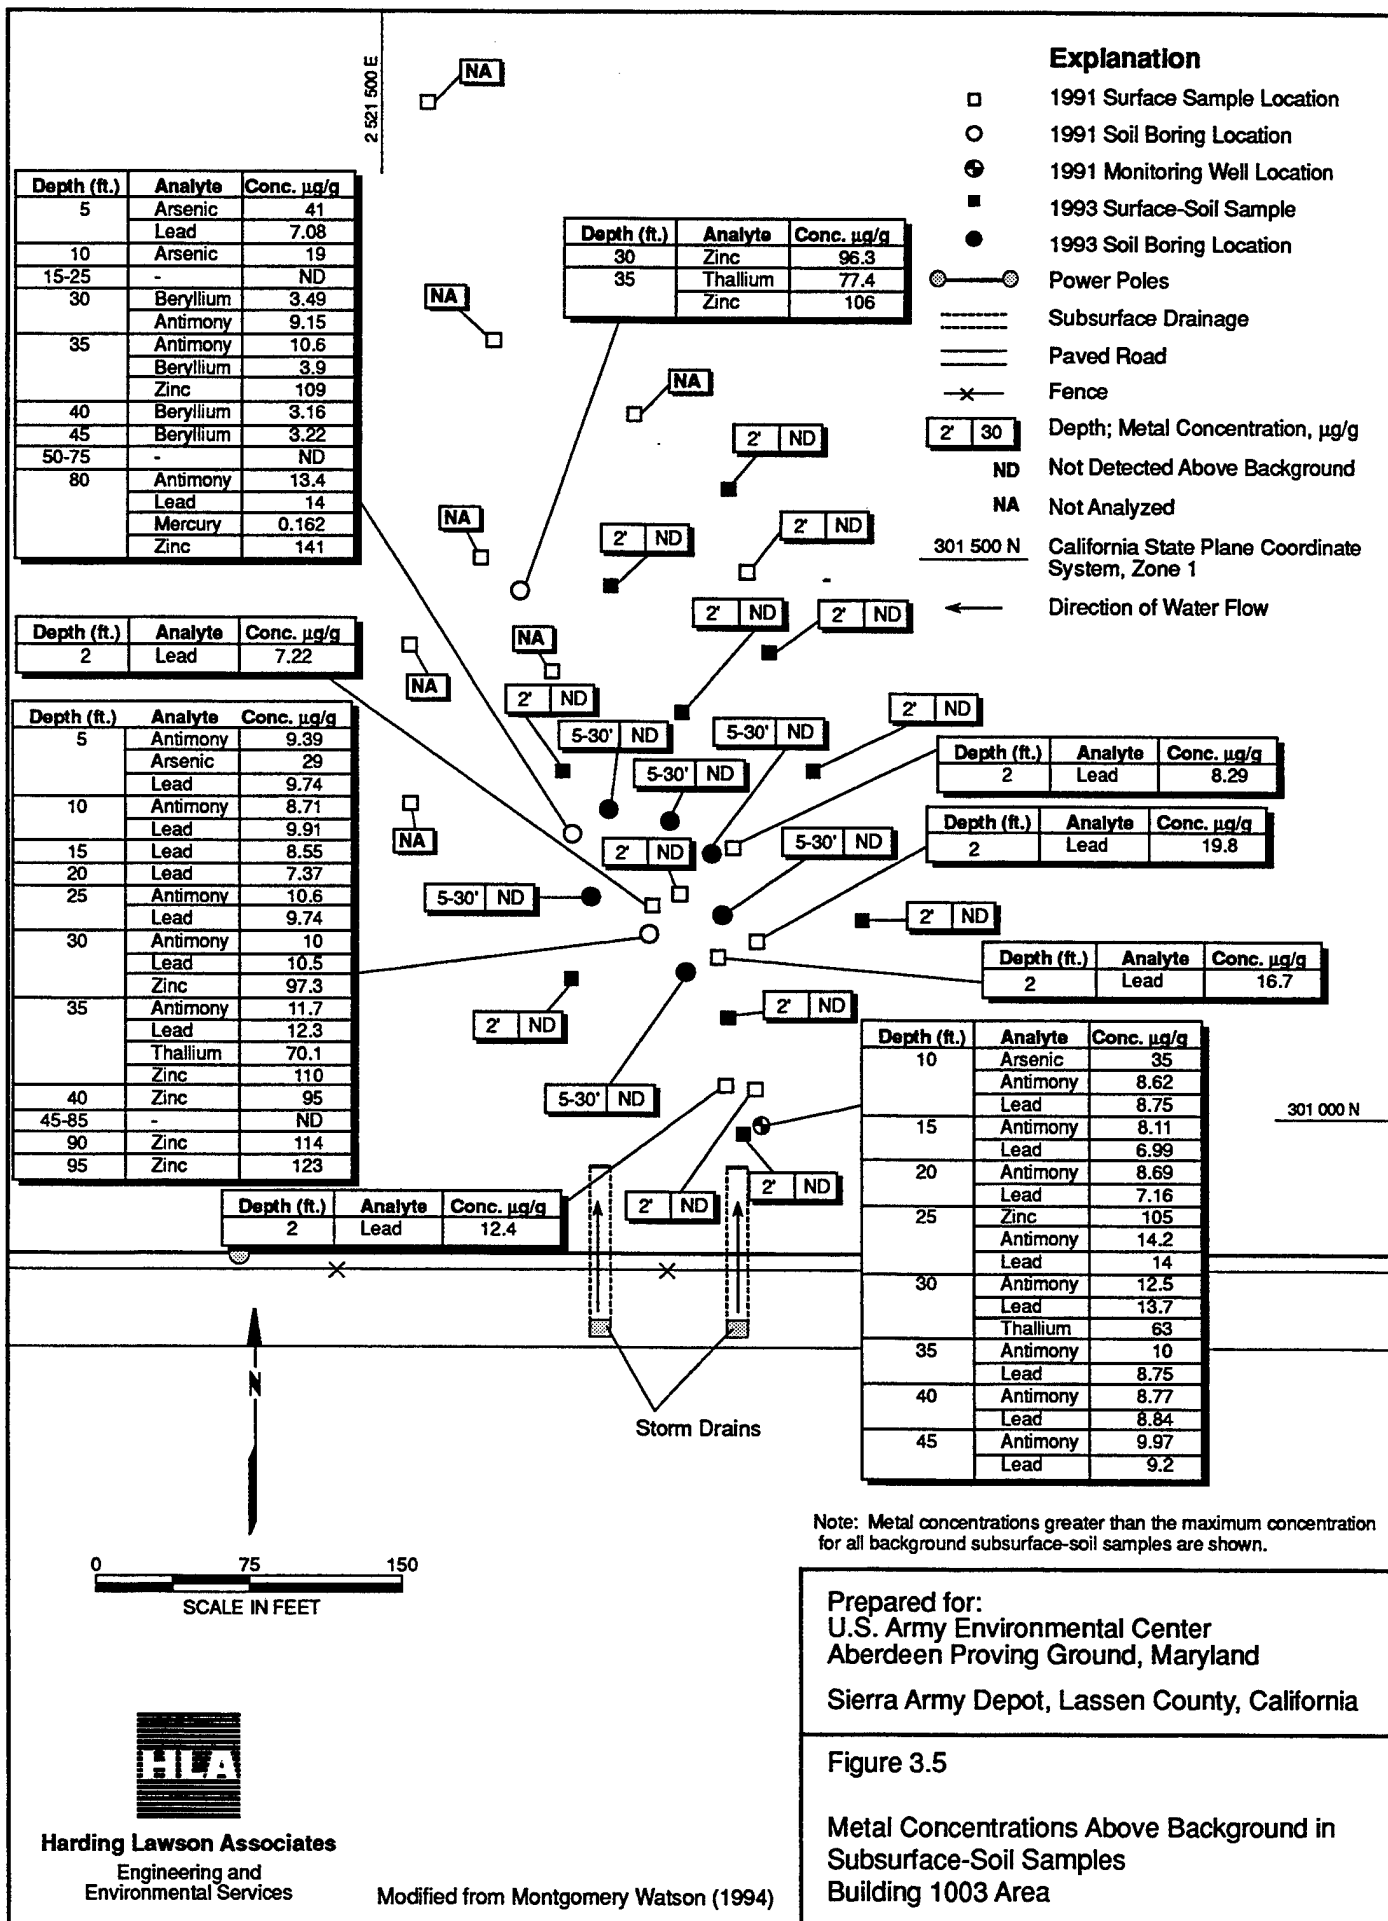 2 521 500 E
NA
Explanation
1991 Surface Sample Location
1991 Soil Boring Location
1991 Monitoring Well Location
1993 Surface-Soil Sample
1993 Soil Boring Location
Power Poles
Subsurface Drainage
Paved Road
Fence
2' 30 Depth; Metal Concentration, µg/g
ND Not Detected Above Background
NA Not Analyzed
301 500 N California State Plane Coordinate
System, Zone 1
Direction of Water Flow
Depth (ft.) Analyte Conc. µg/g
5 Arsenic 41
Lead 7.08
10 Arsenic 19
15-25 - ND
30 Beryllium 3.49
Antimony 9.15
35 Antimony 10.6
Beryllium 3.9
Zinc 109
40 Beryllium 3.16
45 Beryllium 3.22
50-75 - ND
80 Antimony 13.4
Lead 14
Mercury 0.162
Zinc 141
Depth (ft.) Analyte Conc. µg/g
30 Zinc 96.3
35 Thallium 77.4
Zinc 106
NA
NA
2' ND
NA
2' ND
2' ND
2' ND
2' ND
NA
NA
Depth (ft.) Analyte Conc. µg/g
2 Lead 7.22
2' ND
5-30' ND
5-30' ND
2' ND
5-30' ND
Depth (ft.) Analyte Conc. µg/g
2 Lead 8.29
Depth (ft.) Analyte Conc. µg/g
2 Lead 19.8
NA
2' ND
5-30' ND
5-30' ND
2' ND
Depth (ft.) Analyte Conc. µg/g
2 Lead 16.7
Depth (ft.) Analyte Conc. µg/g
5 Antimony 9.39
Arsenic 29
Lead 9.74
10 Antimony 8.71
Lead 9.91
15 Lead 8.55
20 Lead 7.37
25 Antimony 10.6
Lead 9.74
30 Antimony 10
Lead 10.5
Zinc 97.3
35 Antimony 11.7
Lead 12.3
Thallium 70.1
Zinc 110
40 Zinc 95
45-85 - ND
90 Zinc 114
95 Zinc 123
2' ND
2' ND
5-30' ND
2' ND
2' ND
Depth (ft.) Analyte Conc. µg/g
2 Lead 12.4
Depth (ft.) Analyte Conc. µg/g
10 Arsenic 35
Antimony 8.62
Lead 8.75
15 Antimony 8.11
Lead 6.99
20 Antimony 8.69
Lead 7.16
25 Zinc 105
Antimony 14.2
Lead 14
30 Antimony 12.5
Lead 13.7
Thallium 63
35 Antimony 10
Lead 8.75
40 Antimony 8.77
Lead 8.84
45 Antimony 9.97
Lead 9.2
301 000 N
N
Storm Drains
0 75 150
SCALE IN FEET
Note: Metal concentrations greater than the maximum concentration
for all background subsurface-soil samples are shown.
Prepared for:
U.S. Army Environmental Center
Aberdeen Proving Ground, Maryland
Sierra Army Depot, Lassen County, California
HLA
Harding Lawson Associates
Engineering and
Environmental Services
Modified from Montgomery Watson (1994)
Figure 3.5
Metal Concentrations Above Background in
Subsurface-Soil Samples
Building 1003 Area